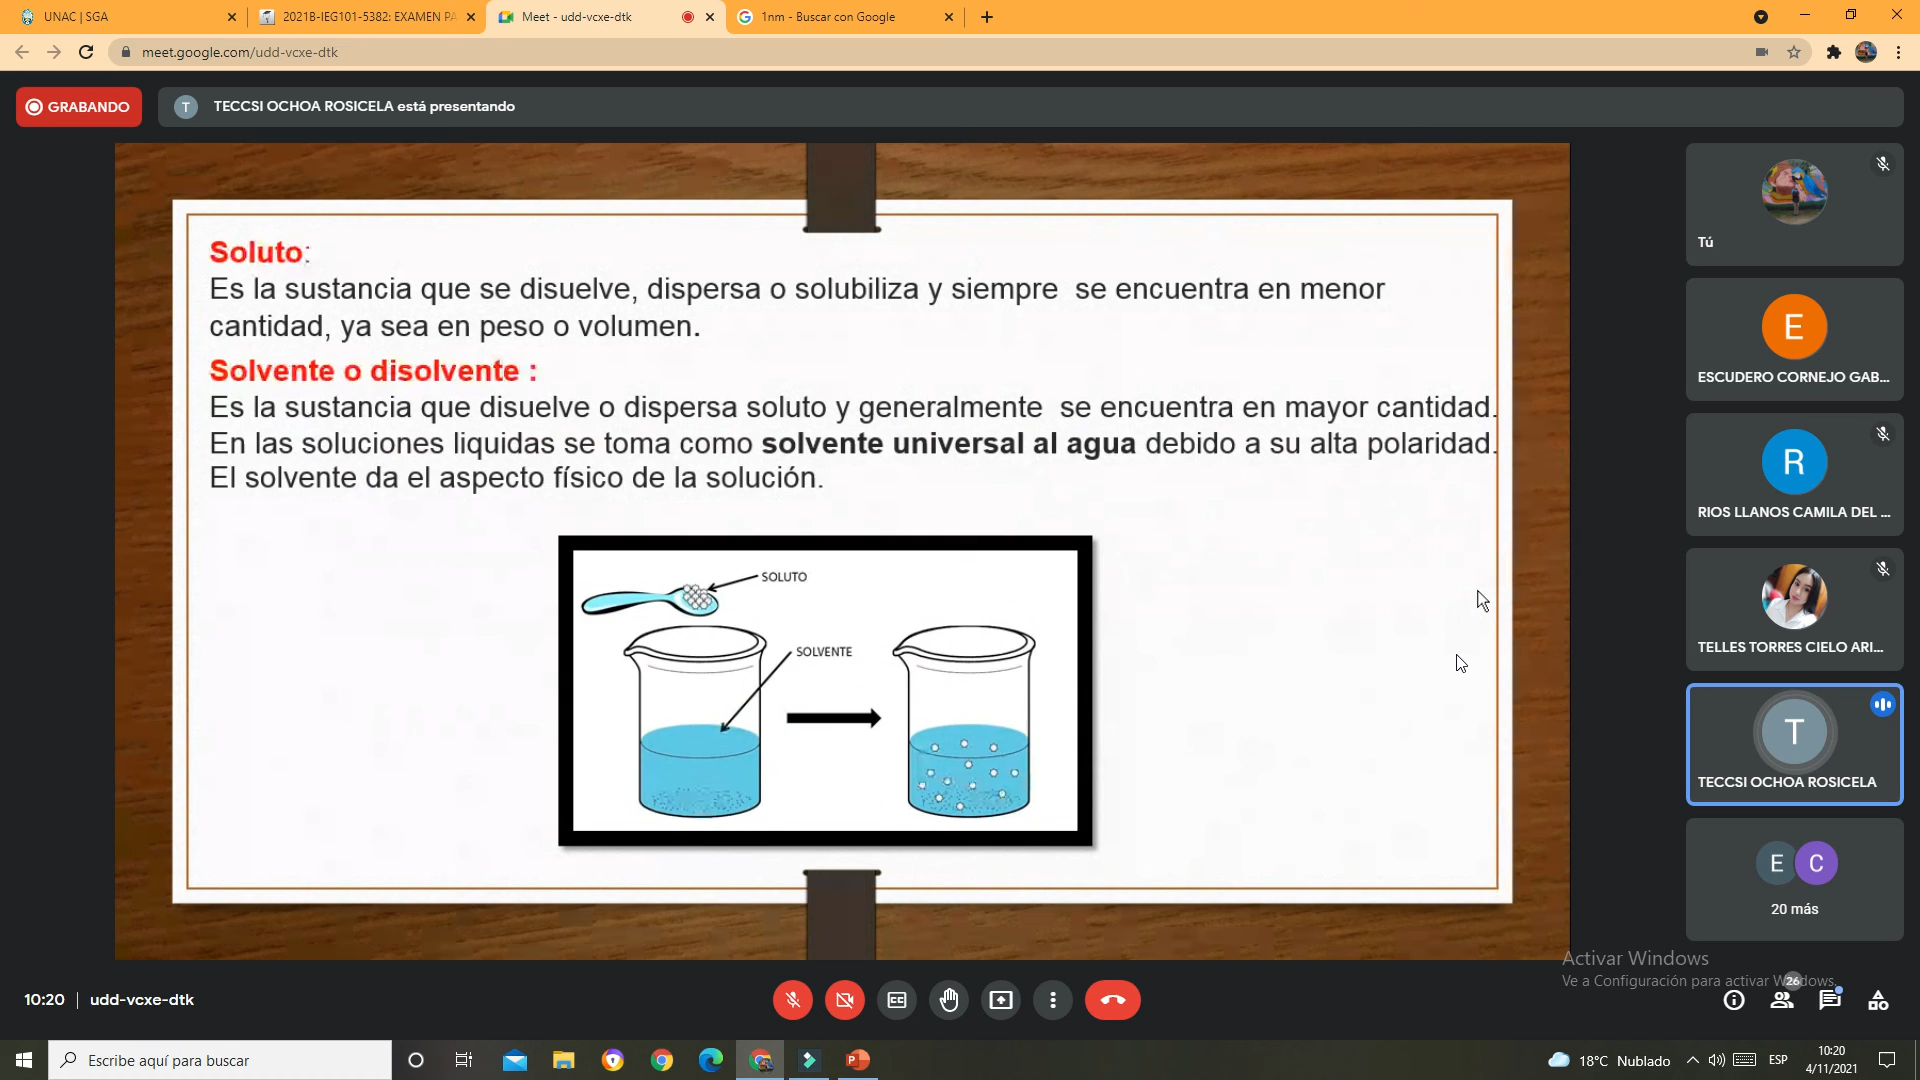 UNAC | SGA
2021B-IEG101-5382: EXAMEN PA
Meet - udd-vcxe-dtk
1nm - Buscar con Google
meet.google.com/udd-vcxe-dtk
GRABANDO
T
TECCSI OCHOA ROSICELA está presentando
Soluto:
Es la sustancia que se disuelve, dispersa o solubiliza y siempre se encuentra en menor
cantidad, ya sea en peso o volumen.
Solvente o disolvente :
Es la sustancia que disuelve o dispersa soluto y generalmente se encuentra en mayor cantidad.
En las soluciones liquidas se toma como solvente universal al agua debido a su alta polaridad.
El solvente da el aspecto físico de la solución.
SOLUTO
SOLVENTE
Tú
E
ESCUDERO CORNEJO GAB...
R
RIOS LLANOS CAMILA DEL ...
TELLES TORRES CIELO ARI...
T
TECCSI OCHOA ROSICELA
E C
20 más
Activar Windows
Ve a Configuración para activar Windows.
10:20 | udd-vcxe-dtk
26
Escribe aquí para buscar
18°C Nublado
ESP
10:20
4/11/2021